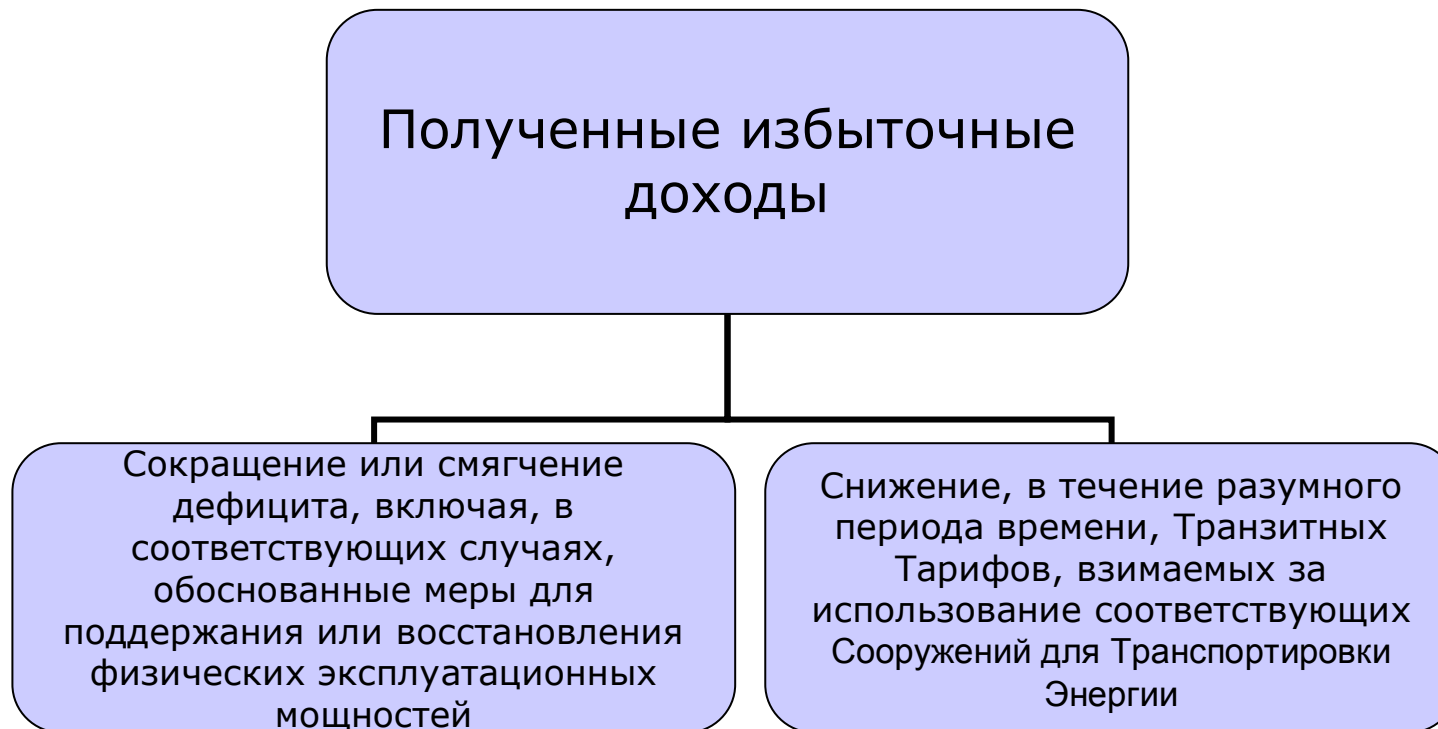 Полученные избыточные
доходы
Сокращение или смягчение
дефицита, включая, в
соответствующих случаях,
обоснованные меры для
поддержания или восстановления
физических эксплуатационных
мощностей
Снижение, в течение разумного
периода времени, Транзитных
Тарифов, взимаемых за
использование соответствующих
Сооружений для Транспортировки
Энергии